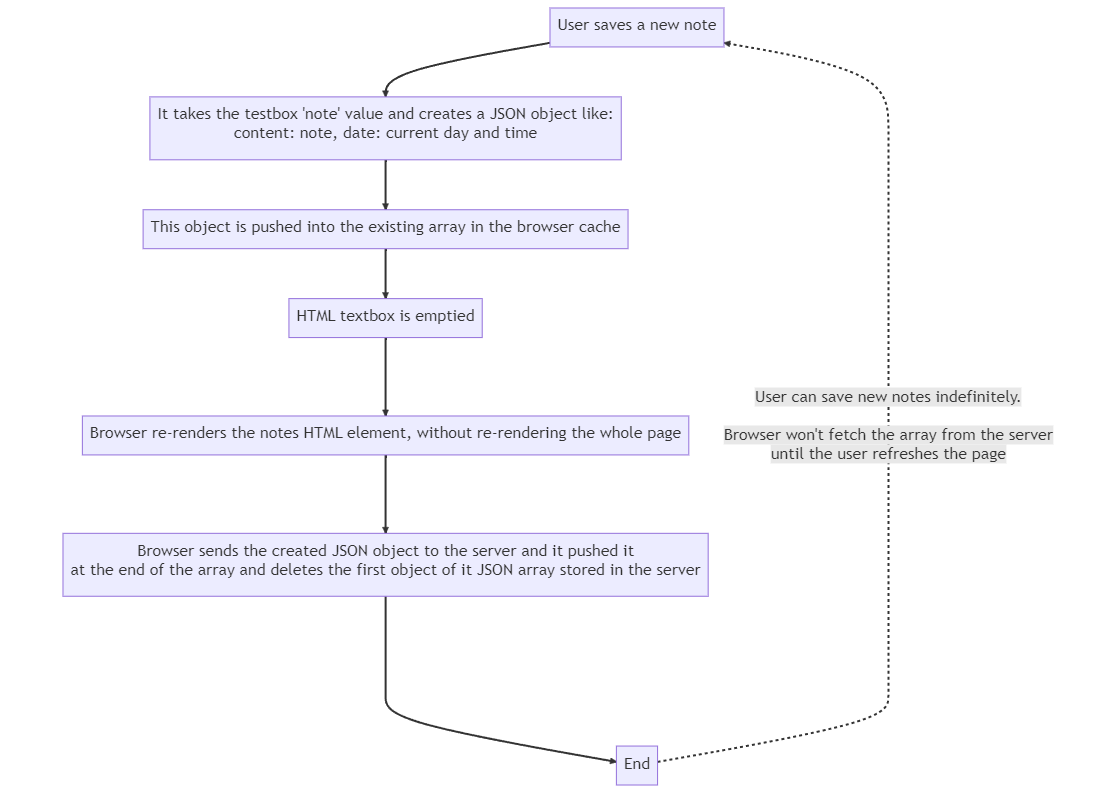 User saves a new note
It takes the testbox 'note' value and creates a JSON object like:
content: note, date: current day and time
This object is pushed into the existing array in the browser cache
HTML textbox is emptied
Browser re-renders the notes HTML element, without re-rendering the whole page
Browser sends the created JSON object to the server and it pushed it
at the end of the array and deletes the first object of it JSON array stored in the server
End
User can save new notes indefinitely.
Browser won't fetch the array from the server
until the user refreshes the page